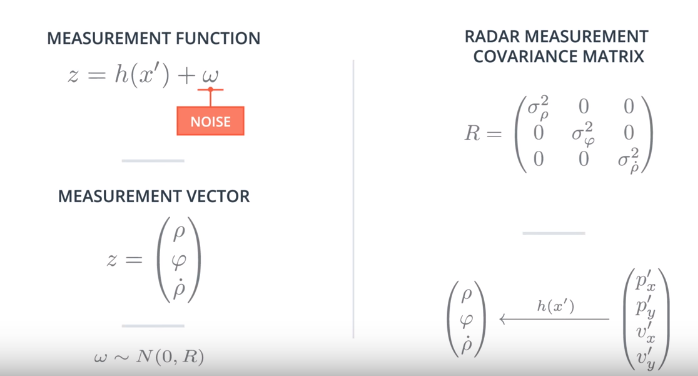 MEASUREMENT FUNCTION
z = h(x′) + ω
NOISE
MEASUREMENT VECTOR
z = (ρ
φ
ρ̇)
ω ∼ N(0, R)
RADAR MEASUREMENT
COVARIANCE MATRIX
R = (σ²ρ 0 0
0 σ²φ 0
0 0 σ²ρ̇)
(ρ
φ
ρ̇)
h(x′)
(p′x
p′y
v′x
v′y)